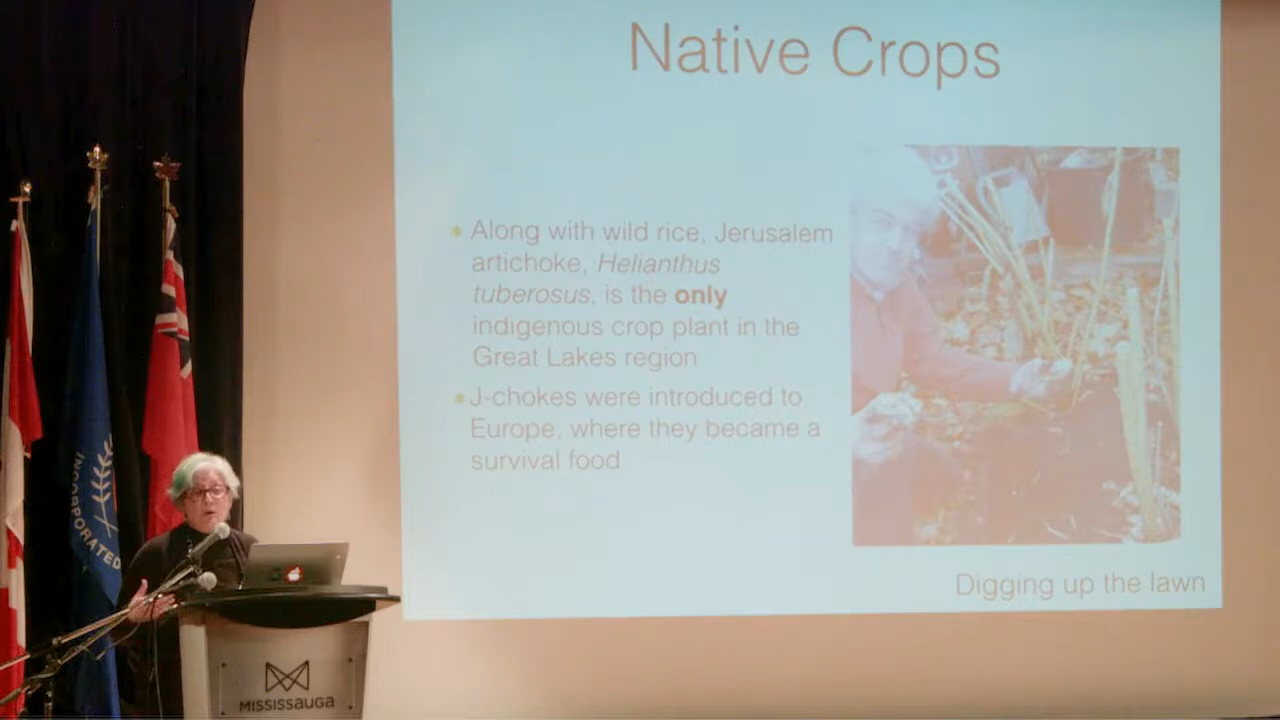 Native Crops
Along with wild rice, Jerusalem
artichoke, Helianthus
tuberosus, is the only
indigenous crop plant in the
Great Lakes region
J-chokes were introduced to
Europe, where they became a
survival food
Digging up the lawn
INCORPORATED
MISSISSAUGA